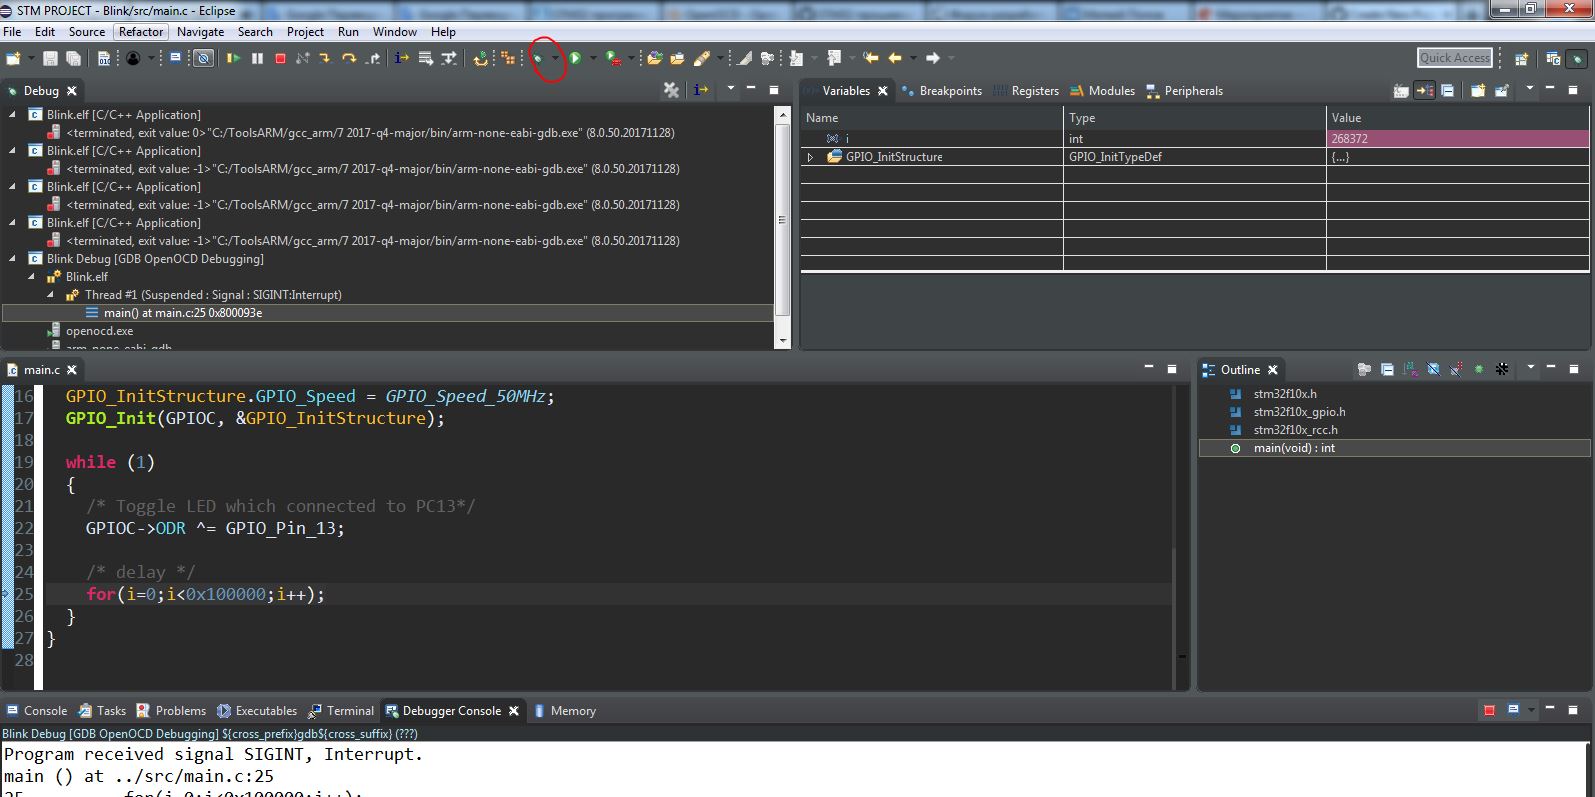 STM PROJECT - Blink/src/main.c - Eclipse
File Edit Source Refactor Navigate Search Project Run Window Help
Quick Access
Debug
Blink.elf [C/C++ Application]
<terminated, exit value: 0>"C:/ToolsARM/gcc_arm/7 2017-q4-major/bin/arm-none-eabi-gdb.exe" (8.0.50.20171128)
Blink.elf [C/C++ Application]
<terminated, exit value: -1>"C:/ToolsARM/gcc_arm/7 2017-q4-major/bin/arm-none-eabi-gdb.exe" (8.0.50.20171128)
Blink.elf [C/C++ Application]
<terminated, exit value: -1>"C:/ToolsARM/gcc_arm/7 2017-q4-major/bin/arm-none-eabi-gdb.exe" (8.0.50.20171128)
Blink.elf [C/C++ Application]
<terminated, exit value: -1>"C:/ToolsARM/gcc_arm/7 2017-q4-major/bin/arm-none-eabi-gdb.exe" (8.0.50.20171128)
Blink Debug [GDB OpenOCD Debugging]
Blink.elf
Thread #1 (Suspended : Signal : SIGINT:Interrupt)
main() at main.c:25 0x800093e
openocd.exe
arm-none-eabi-gdb
Variables Breakpoints Registers Modules Peripherals
Name Type Value
i int 268372
GPIO_InitStructure GPIO_InitTypeDef {...}
main.c
16 GPIO_InitStructure.GPIO_Speed = GPIO_Speed_50MHz;
17 GPIO_Init(GPIOC, &GPIO_InitStructure);
18
19 while (1)
20 {
21 /* Toggle LED which connected to PC13*/
22 GPIOC->ODR ^= GPIO_Pin_13;
23
24 /* delay */
25 for(i=0;i<0x100000;i++);
26 }
27 }
28
Outline
stm32f10x.h
stm32f10x_gpio.h
stm32f10x_rcc.h
main(void) : int
Console Tasks Problems Executables Terminal Debugger Console Memory
Blink Debug [GDB OpenOCD Debugging] ${cross_prefix}gdb${cross_suffix} (???)
Program received signal SIGINT, Interrupt.
main () at ../src/main.c:25
25 for(i=0;i<0x100000;i++);